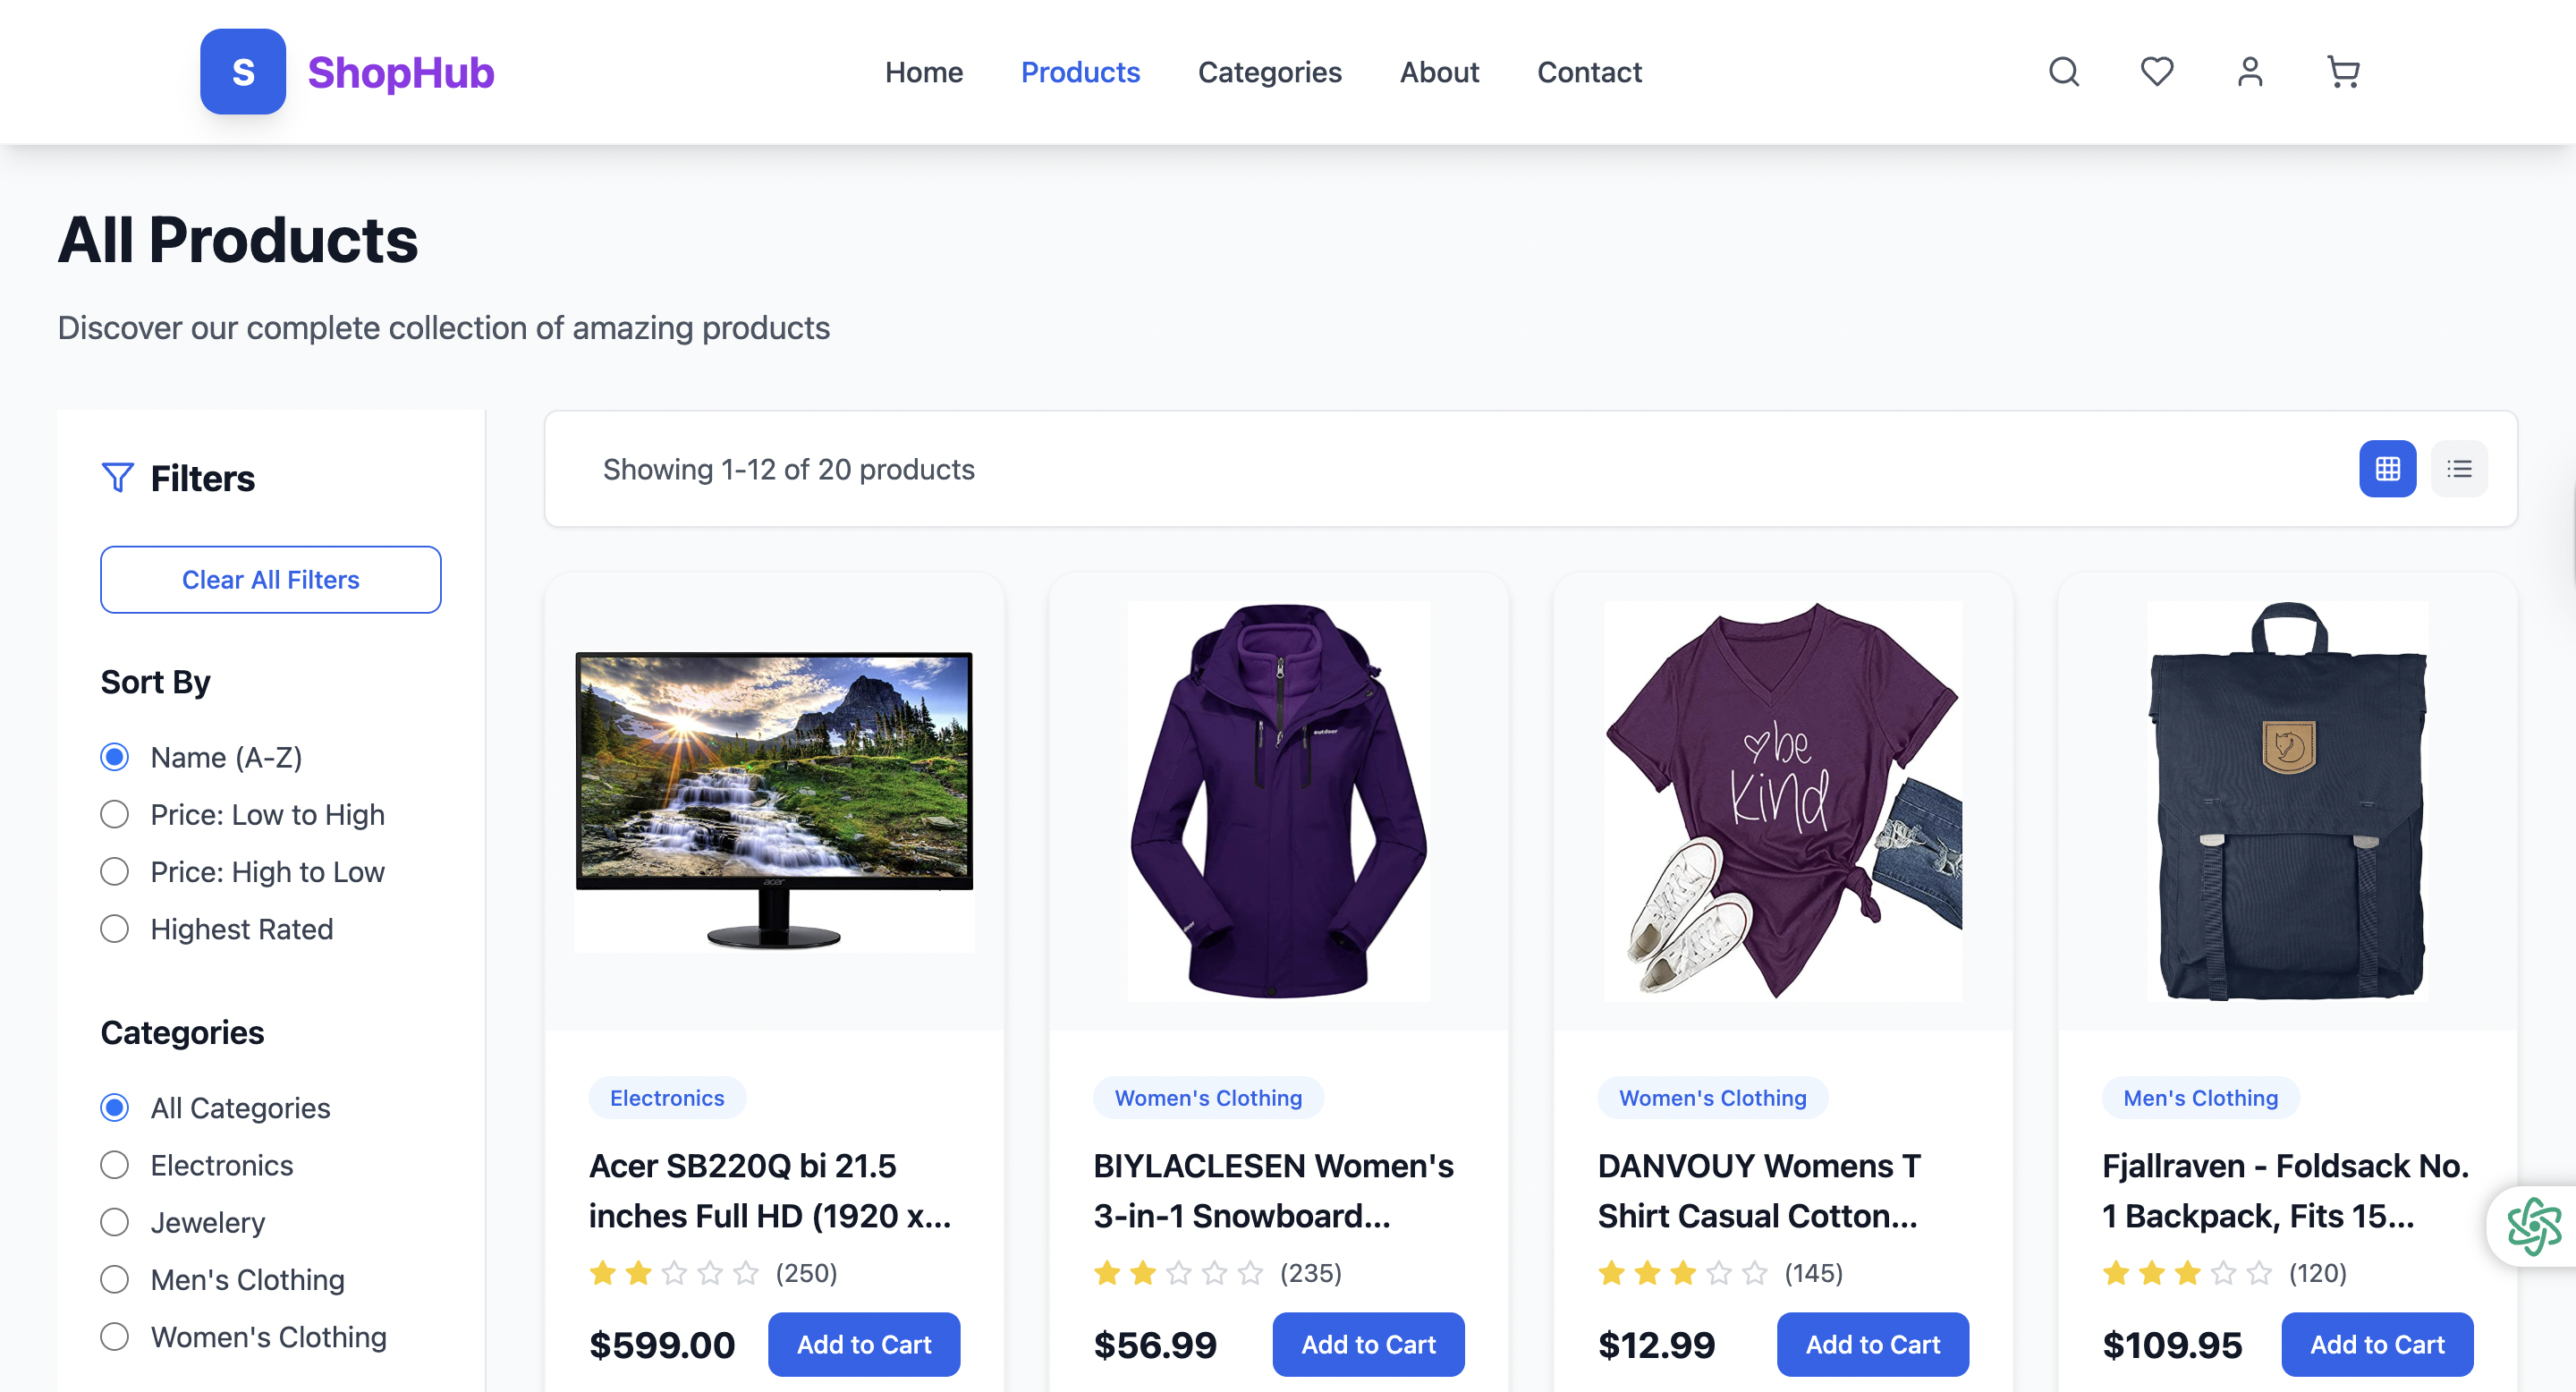 S
ShopHub
Home
Products
Categories
About
Contact
All Products
Discover our complete collection of amazing products
Filters
Clear All Filters
Sort By
Name (A-Z)
Price: Low to High
Price: High to Low
Highest Rated
Categories
All Categories
Electronics
Jewelery
Men's Clothing
Women's Clothing
Showing 1-12 of 20 products
acer
Electronics
Acer SB220Q bi 21.5
inches Full HD (1920 x...
(250)
$599.00
Add to Cart
outdoor
Women's Clothing
BIYLACLESEN Women's
3-in-1 Snowboard...
(235)
$56.99
Add to Cart
be
kind
Women's Clothing
DANVOUY Womens T
Shirt Casual Cotton...
(145)
$12.99
Add to Cart
Men's Clothing
Fjallraven - Foldsack No.
1 Backpack, Fits 15...
(120)
$109.95
Add to Cart